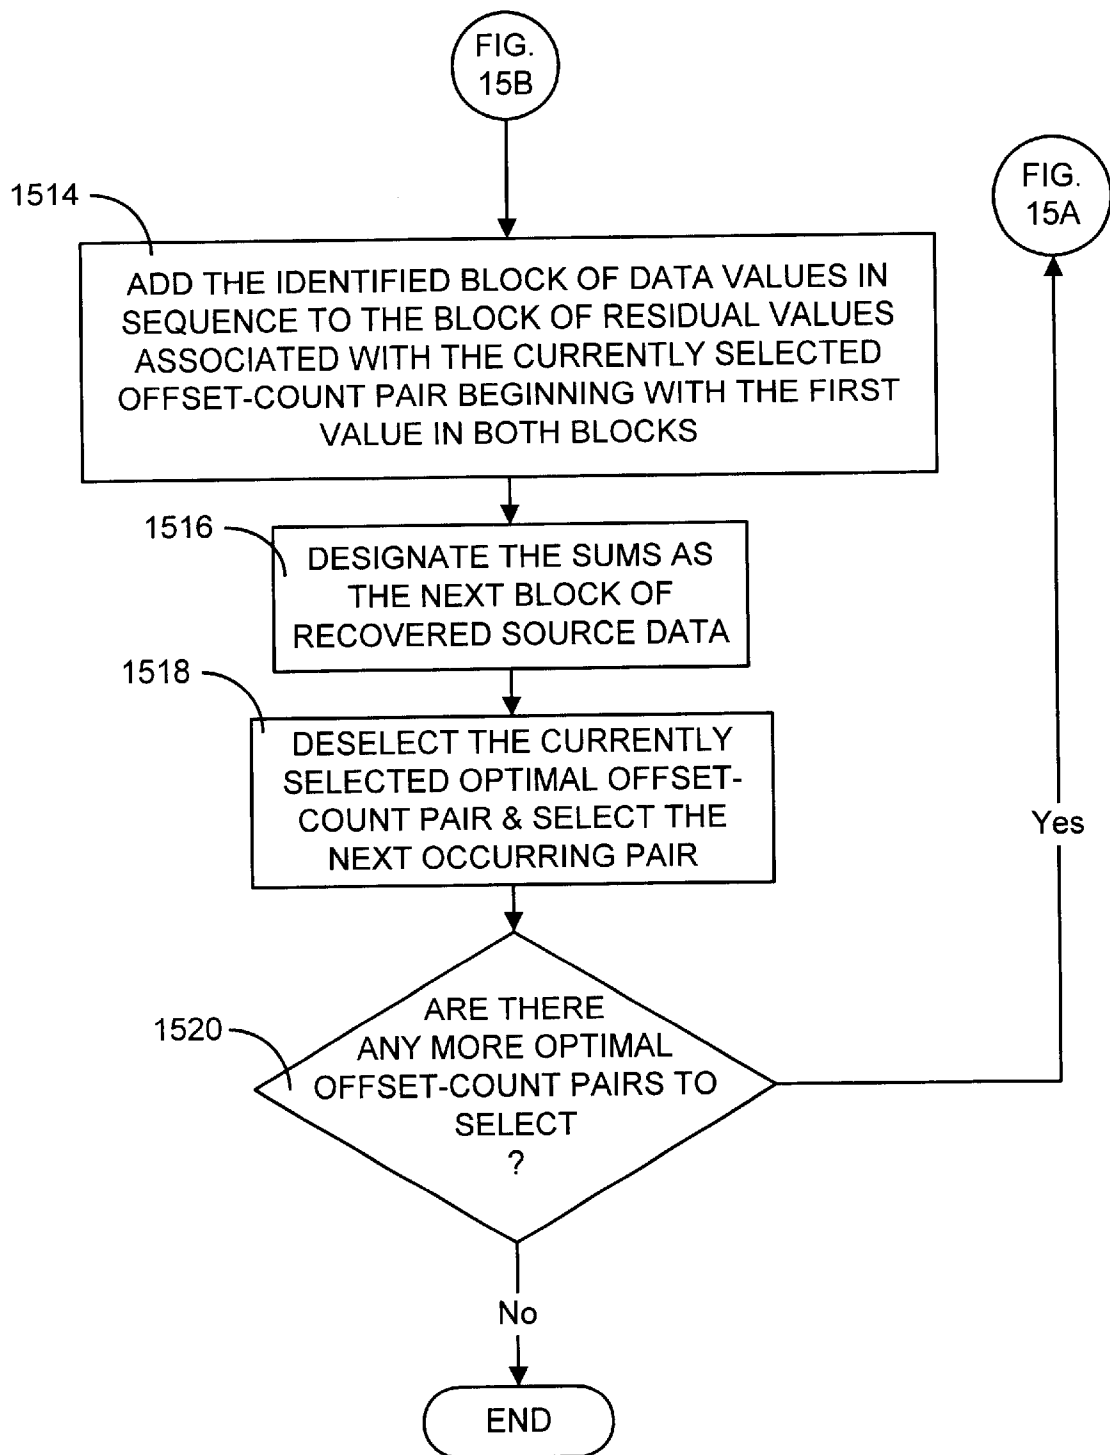 FIG.
15B
FIG.
15A
1514
ADD THE IDENTIFIED BLOCK OF DATA VALUES IN
SEQUENCE TO THE BLOCK OF RESIDUAL VALUES
ASSOCIATED WITH THE CURRENTLY SELECTED
OFFSET-COUNT PAIR BEGINNING WITH THE FIRST
VALUE IN BOTH BLOCKS
1516
DESIGNATE THE SUMS AS
THE NEXT BLOCK OF
RECOVERED SOURCE DATA
1518
DESELECT THE CURRENTLY
SELECTED OPTIMAL OFFSET-
COUNT PAIR & SELECT THE
NEXT OCCURRING PAIR
Yes
1520
ARE THERE
ANY MORE OPTIMAL
OFFSET-COUNT PAIRS TO
SELECT
?
No
END